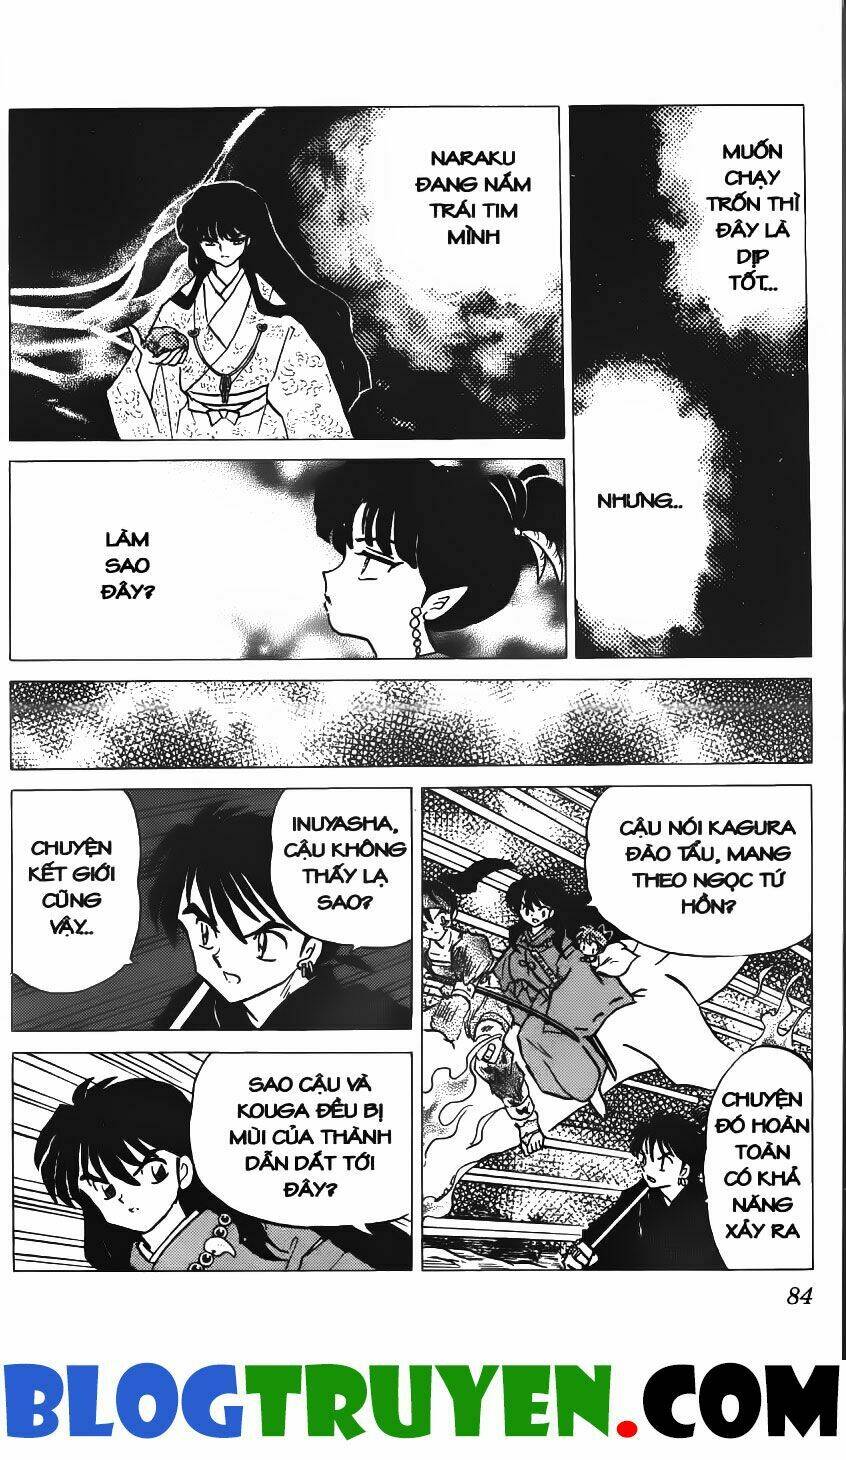 MUỐN
CHẠY
TRỐN THÌ
ĐÂY LÀ
DỊP
TỐT...
NHƯNG...
NARAKU
ĐANG NẮM
TRÁI TIM
MÌNH
LÀM
SAO
ĐÂY?
CẬU NÓI KAGURA
ĐÀO TẨU, MANG
THEO NGỌC TỨ
HỒN?
CHUYỆN
ĐÓ HOÀN
TOÀN
CÓ KHẢ
NĂNG
XẢY RA
INUYASHA,
CẬU KHÔNG
THẤY LẠ
SAO?
CHUYỆN
KẾT GIỚI
CŨNG
VẬY...
SAO CẬU VÀ
KOUGA ĐỀU BỊ
MÙI CỦA THÀNH
DẪN DẮT TỚI
ĐÂY?
84
BLOGTRUYEN.COM